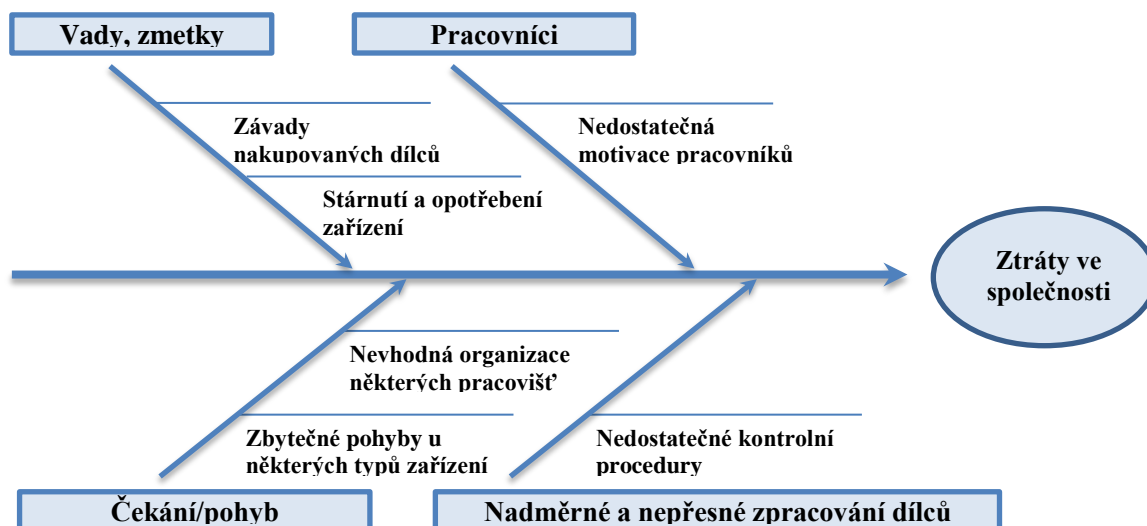 Vady, zmetky
Pracovníci
Závady
nakupovaných dílců
Nedostatečná
motivace pracovníků
Stárnutí a opotřebení
zařízení
Ztráty ve
společnosti
Nevhodná organizace
některých pracovišť
Zbytečné pohyby u
některých typů zařízení
Nedostatečné kontrolní
procedury
Čekání/pohyb
Nadměrné a nepřesné zpracování dílců